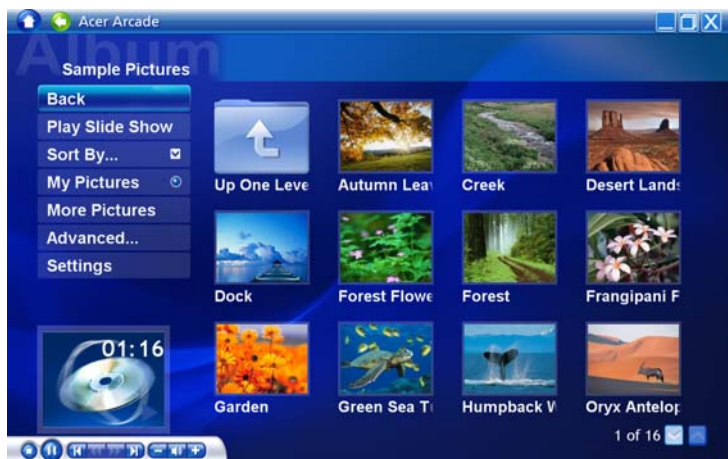 Acer Arcade
Album
Sample Pictures
Back
Play Slide Show
Sort By...
My Pictures
More Pictures
Advanced...
Settings
Up One Leve
Autumn Leav
Creek
Desert Lands
Dock
Forest Flowe
Forest
Frangipani F
Garden
Green Sea T
Humpback W
Oryx Antelop
01:16
1 of 16